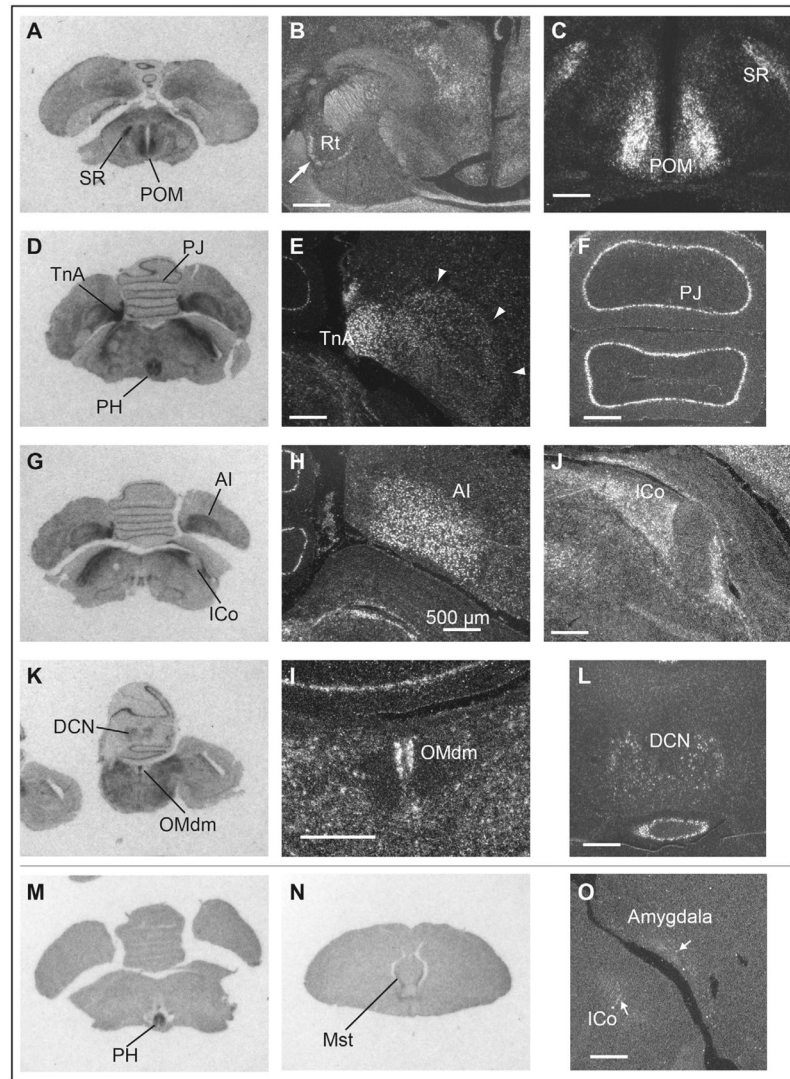 A
SR
POM
B
Rt
C
SR
POM
D
TnA
PJ
PH
E
TnA
F
PJ
G
AI
ICo
H
AI
500 µm
J
ICo
K
DCN
OMdm
I
OMdm
L
DCN
M
PH
N
Mst
O
Amygdala
ICo